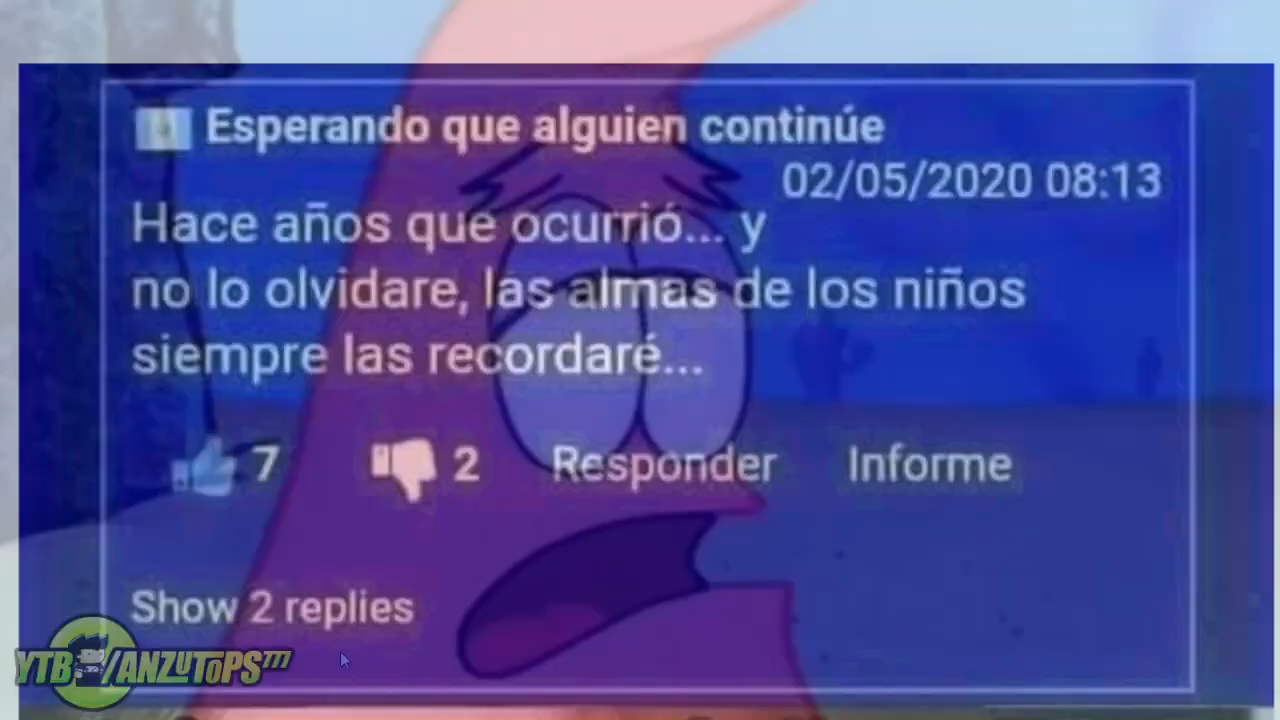 Esperando que alguien continúe
02/05/2020 08:13
Hace años que ocurrió... y
no lo olvidare, las almas de los niños
siempre las recordaré...
7 2 Responder Informe
Show 2 replies
YTB/ANZUTOPS